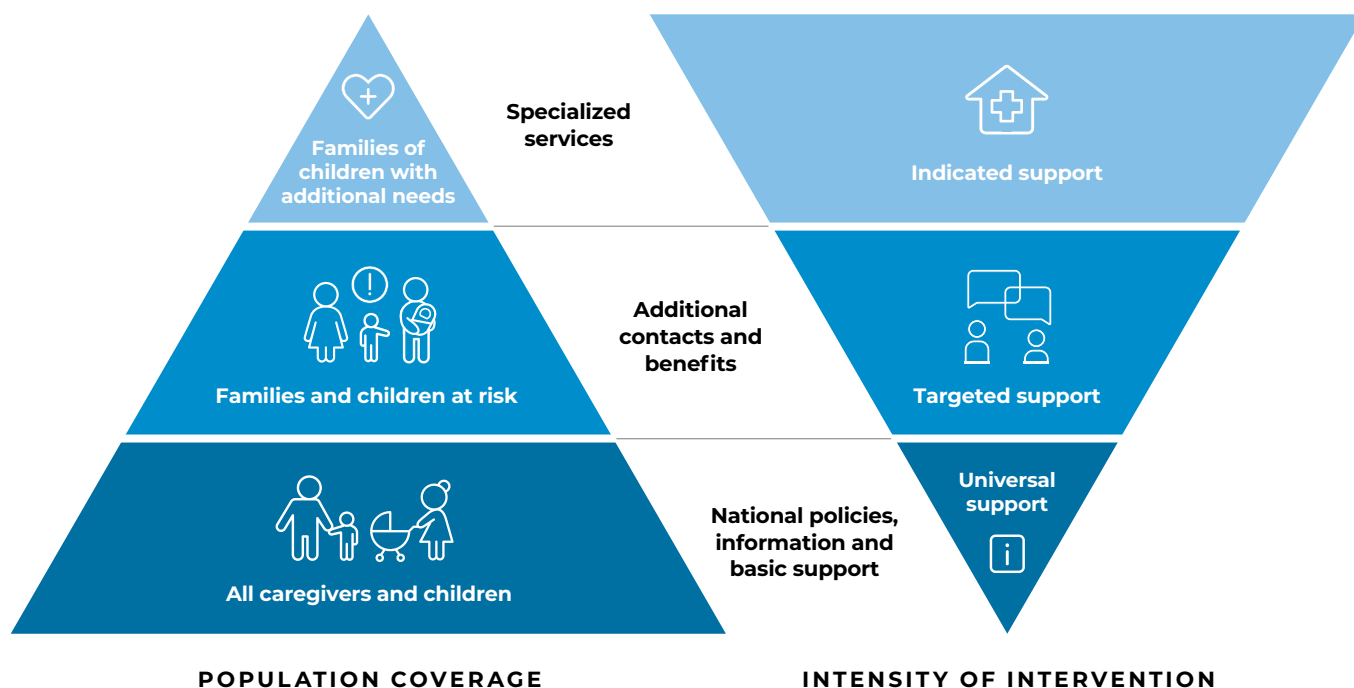 Families of
children with
additional needs
Specialized
services
Indicated support
Families and children at risk
Additional
contacts and
benefits
Targeted support
All caregivers and children
National policies,
information and
basic support
Universal
support
i
POPULATION COVERAGE
INTENSITY OF INTERVENTION